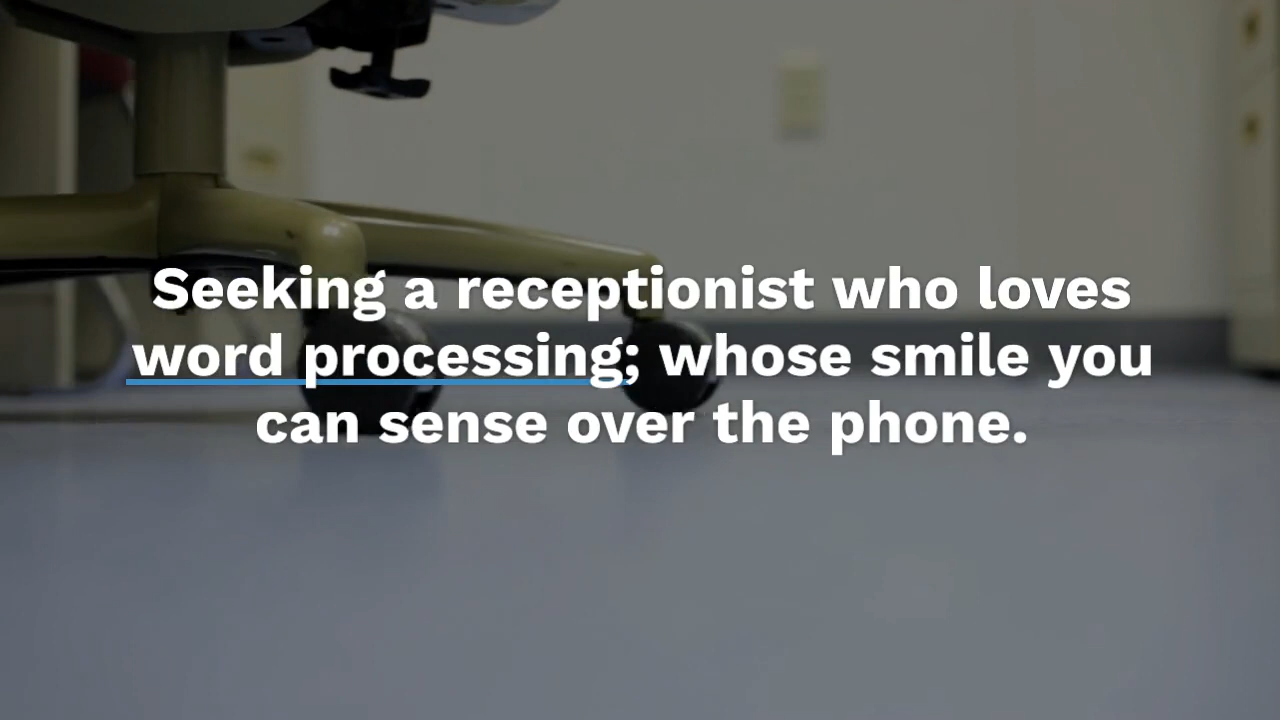 Seeking a receptionist who loves
word processing; whose smile you
can sense over the phone.